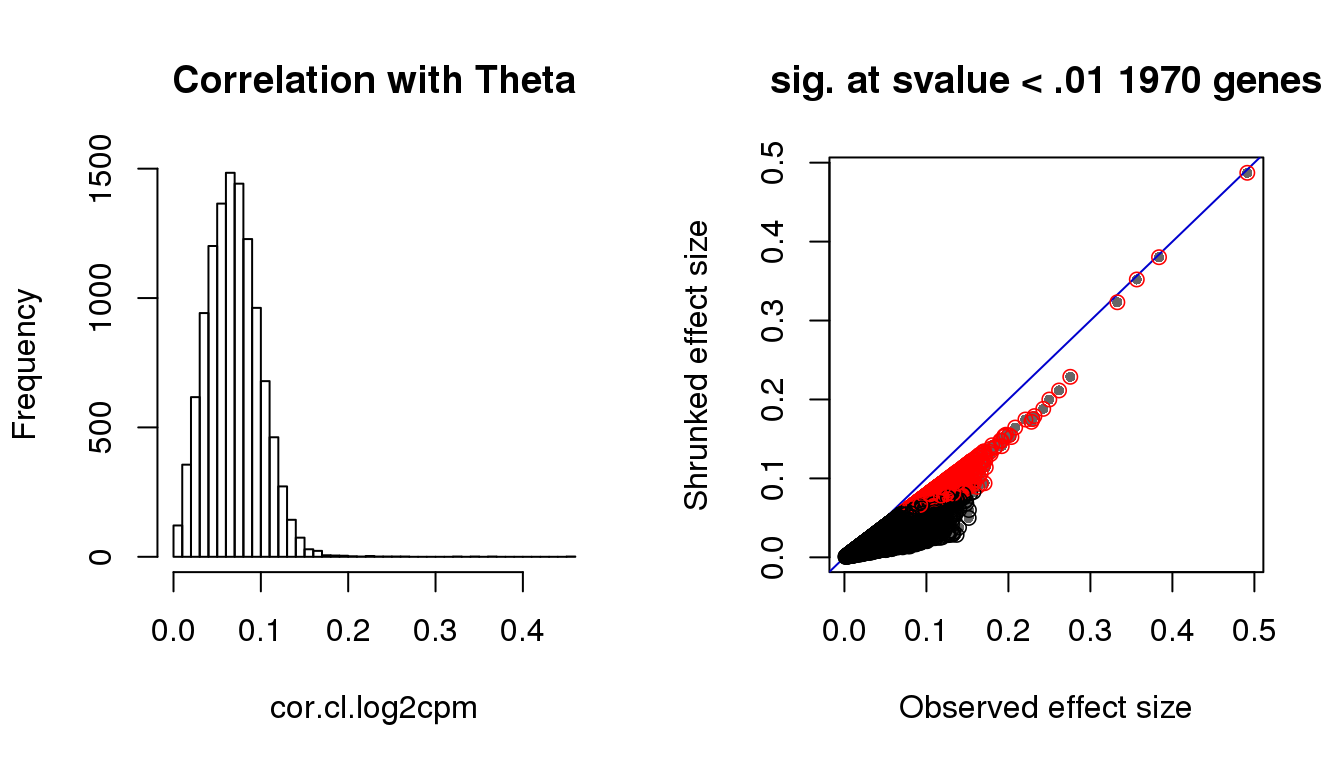 Correlation with Theta
Frequency
0
500
1000
1500
0.0 0.1 0.2 0.3 0.4
cor.cl.log2cpm
sig. at svalue < .01 1970 genes
Shrunked effect size
0.0
0.1
0.2
0.3
0.4
0.5
0.0 0.1 0.2 0.3 0.4 0.5
Observed effect size